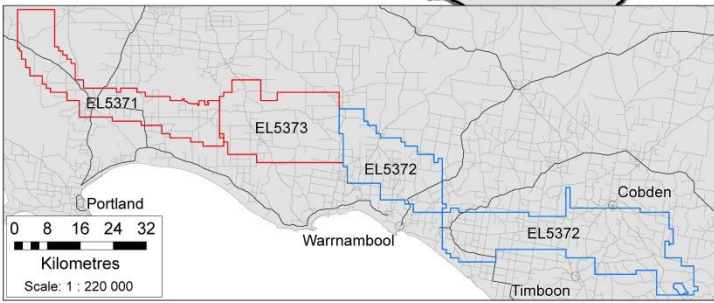 EL5371
EL5373
EL5372
Cobden
Portland
EL5372
Warrnambool
Timboon
0 8 16 24 32
Kilometres
Scale: 1 : 220 000